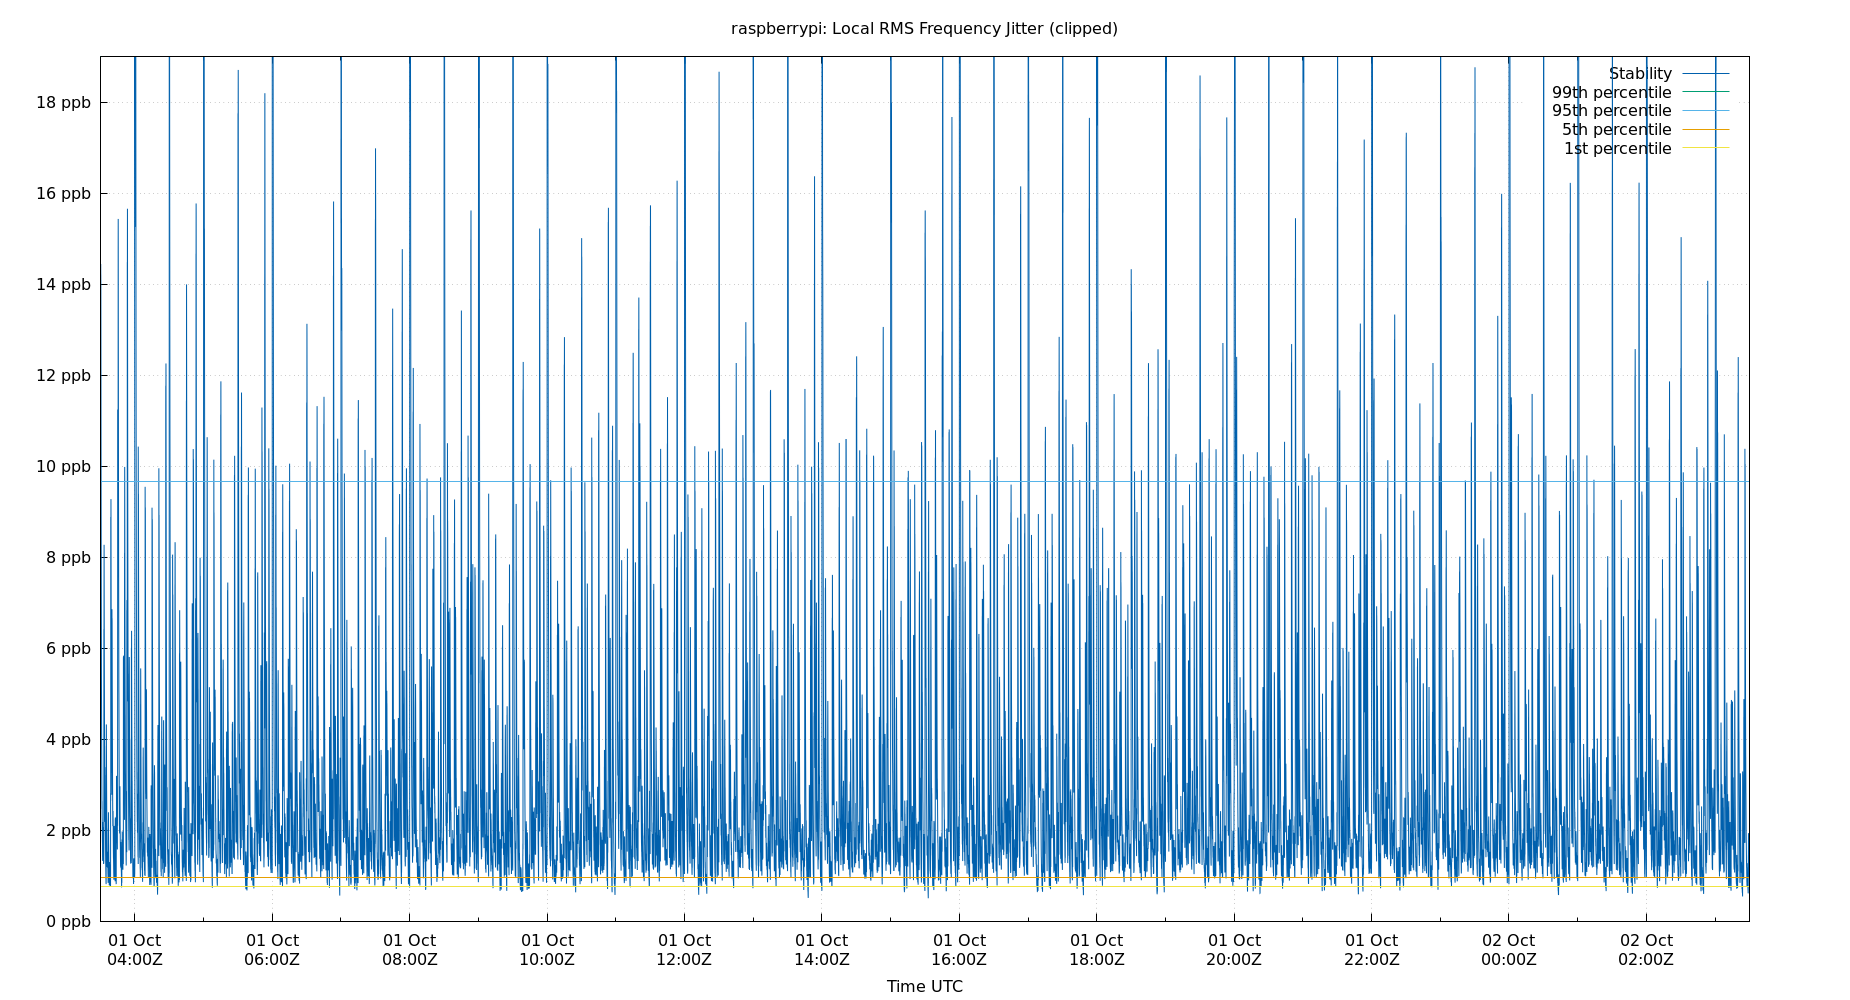 raspberrypi: Local RMS Frequency Jitter (clipped)
Stability
99th percentile
95th percentile
5th percentile
1st percentile
18 ppb
16 ppb
14 ppb
12 ppb
10 ppb
8 ppb
6 ppb
4 ppb
2 ppb
0 ppb
01 Oct 01 Oct 01 Oct 01 Oct 01 Oct 01 Oct 01 Oct 01 Oct 01 Oct 01 Oct 02 Oct 02 Oct
04:00Z 06:00Z 08:00Z 10:00Z 12:00Z 14:00Z 16:00Z 18:00Z 20:00Z 22:00Z 00:00Z 02:00Z
Time UTC